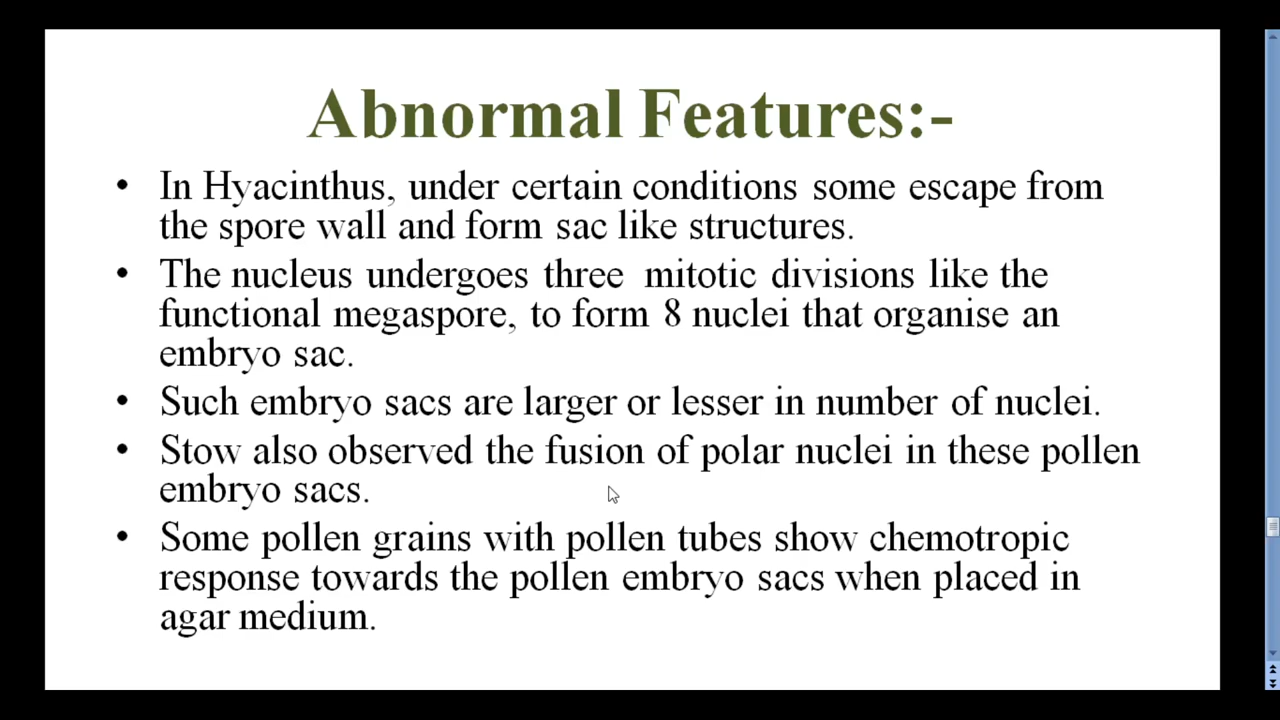 Abnormal Features:-
• In Hyacinthus, under certain conditions some escape from
the spore wall and form sac like structures.
• The nucleus undergoes three mitotic divisions like the
functional megaspore, to form 8 nuclei that organise an
embryo sac.
• Such embryo sacs are larger or lesser in number of nuclei.
• Stow also observed the fusion of polar nuclei in these pollen
embryo sacs.
• Some pollen grains with pollen tubes show chemotropic
response towards the pollen embryo sacs when placed in
agar medium.